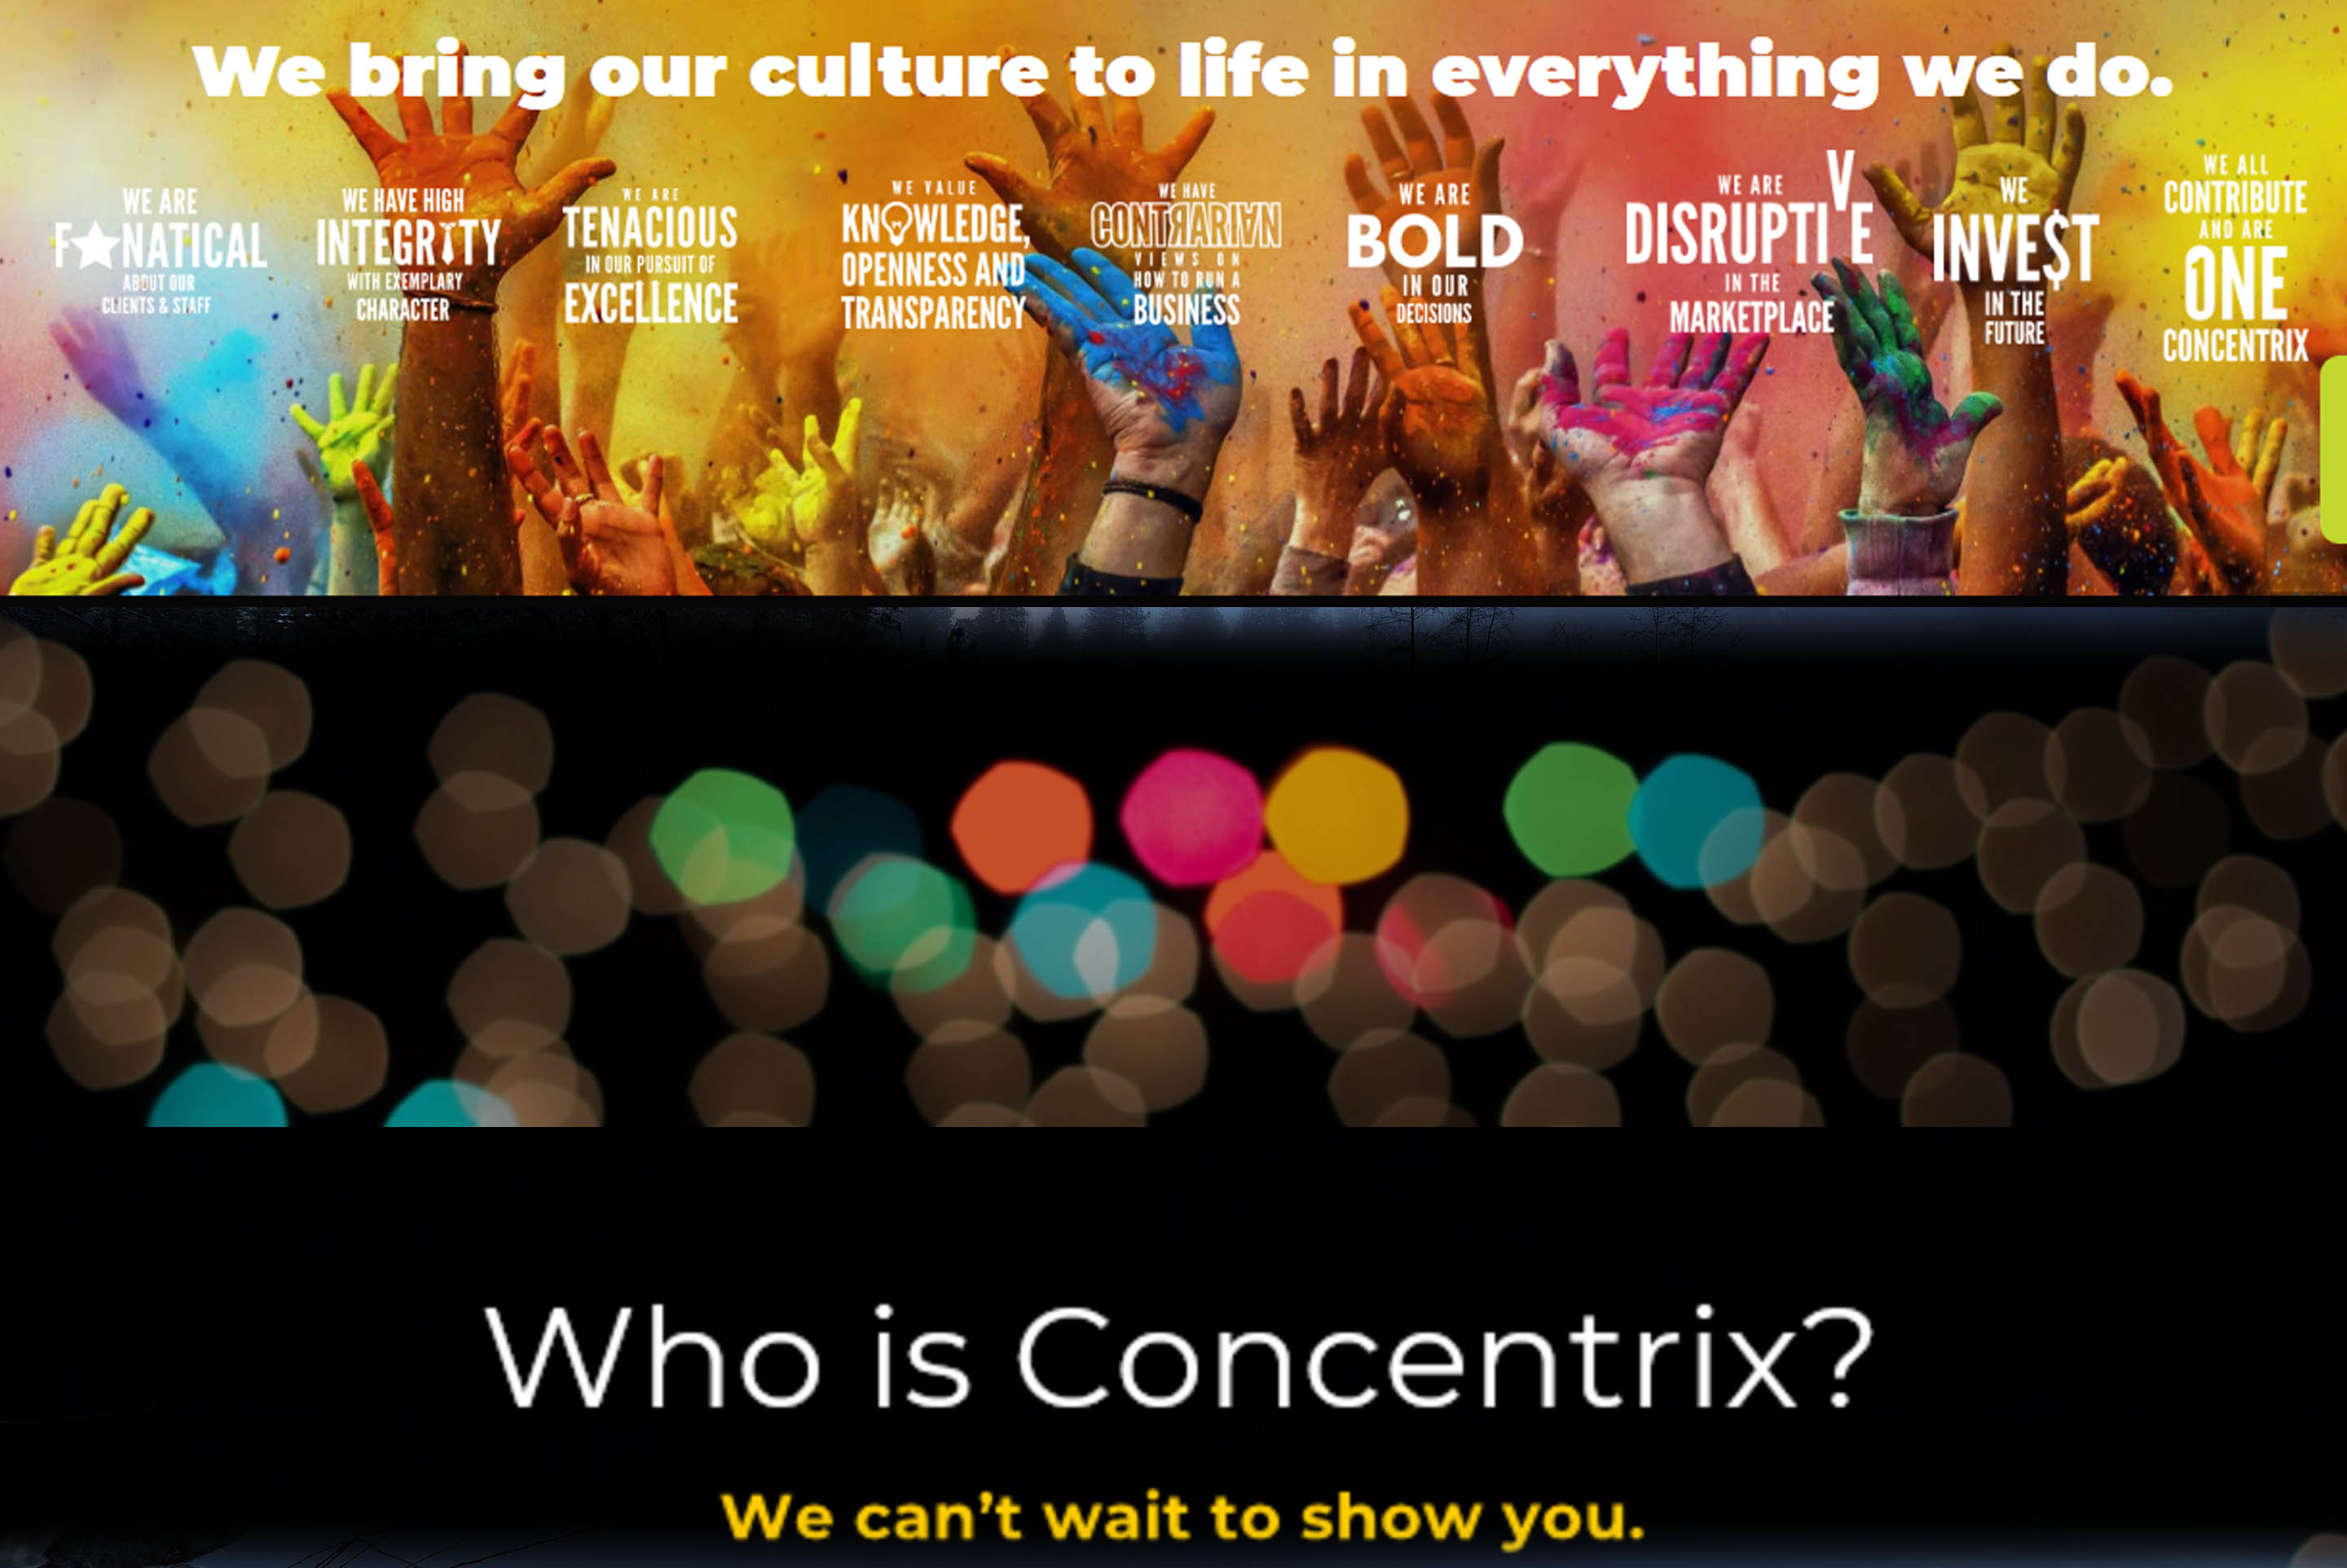 We bring our culture to life in everything we do.
WE ARE
F★NATICAL
ABOUT OUR
CLIENTS & STAFF
WE HAVE HIGH
INTEGRITY
WITH EXEMPLARY
CHARACTER
WE ARE
TENACIOUS
IN OUR PURSUIT OF
EXCELLENCE
WE VALUE
KNOWLEDGE,
OPENNESS AND
TRANSPARENCY
WE HAVE
CONTRARIAN
VIEWS ON
HOW TO RUN A
BUSINESS
WE ARE
BOLD
IN OUR
DECISIONS
WE ARE
DISRUPTIVE
IN THE
MARKETPLACE
WE
INVE$T
IN THE
FUTURE
WE ALL
CONTRIBUTE
AND ARE
ONE
CONCENTRIX
Who is Concentrix?
We can't wait to show you.